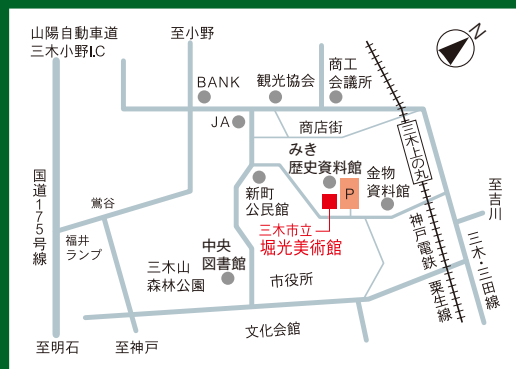 山陽自動車道
三木小野I.C
至小野
BANK
観光協会
商工
会議所
N
JA
商店街
三木上の丸
みき
歴史資料館
P
金物
資料館
新町
公民館
三木市立
堀光美術館
至吉川
国道175号線
鴬谷
福井
ランプ
中央
図書館
三木山
森林公園
市役所
神戸電鉄
粟生線
三木・三田線
文化会館
至明石
至神戸